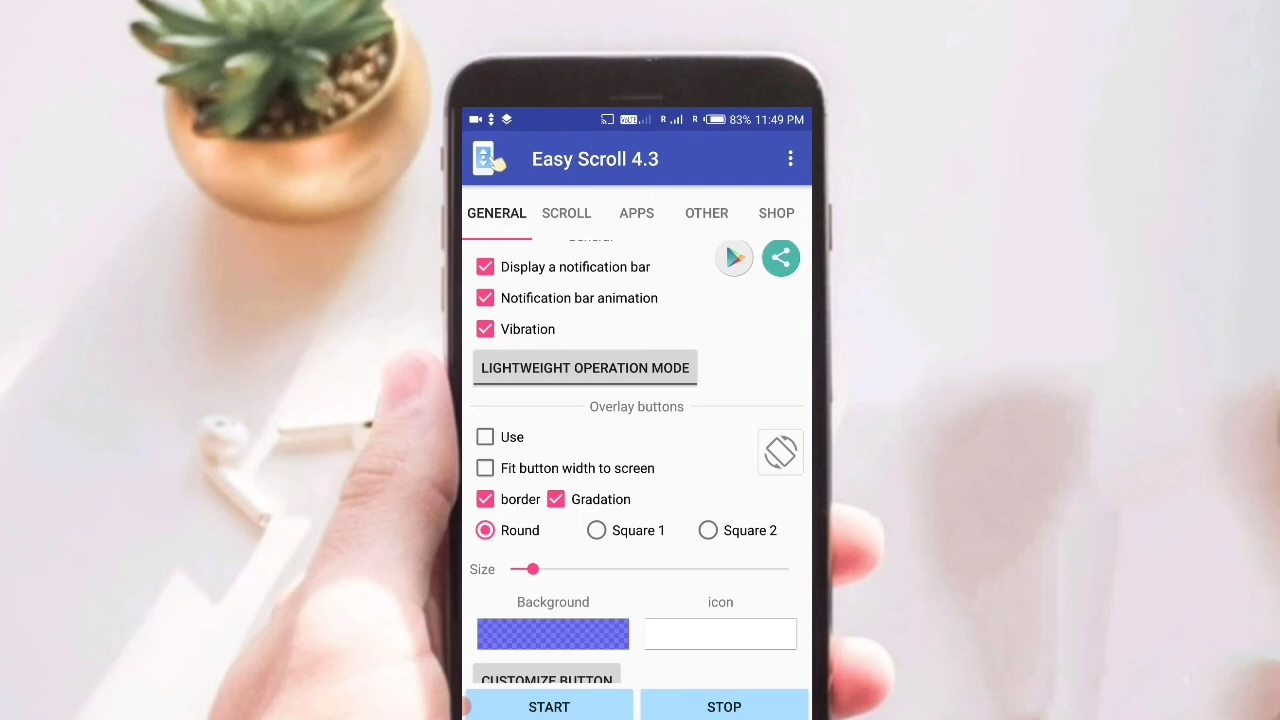 VOLTE R R 83% 11:49 PM
Easy Scroll 4.3
GENERAL SCROLL APPS OTHER SHOP
General
Display a notification bar
Notification bar animation
Vibration
LIGHTWEIGHT OPERATION MODE
Overlay buttons
Use
Fit button width to screen
border Gradation
Round Square 1 Square 2
Size
Background icon
CUSTOMIZE BUTTON
START STOP